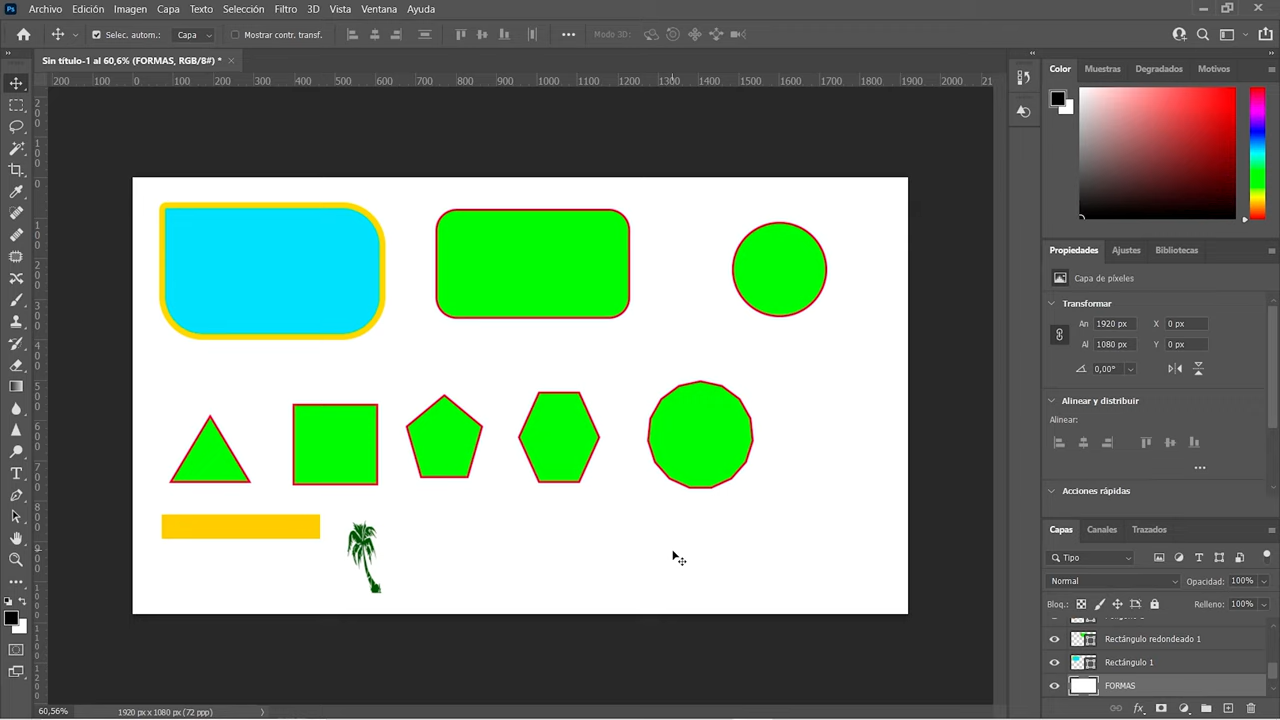 Ps Archivo Edición Imagen Capa Texto Selección Filtro 3D Vista Ventana Ayuda
Selec. autom.: Capa Mostrar contr. transf. Modo 3D:
Sin título-1 al 60,6% (FORMAS, RGB/8#) *
200 100 0 100 200 300 400 500 600 700 800 900 1000 1100 1200 1300 1400 1500 1600 1700 1800 1900 2000 21
Color Muestras Degradados Motivos
Propiedades Ajustes Bibliotecas
Capa de píxeles
Transformar
An 1920 px X 0 px
Al 1080 px Y 0 px
0,00°
Alinear y distribuir
Alinear:
Acciones rápidas
Capas Canales Trazados
Tipo
Normal Opacidad: 100%
Bloq.: Relleno: 100%
Rectángulo redondeado 1
Rectángulo 1
FORMAS
60,56% 1920 px x 1080 px (72 ppp)